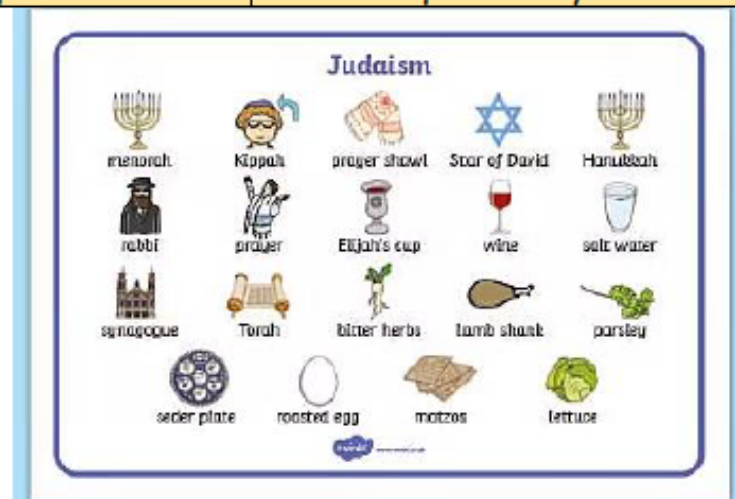 Judaism
menorah Kippah prayer shawl Star of David Hanukkah
rabbi prayer Elijah's cup wine salt water
synagogue Torah bitter herbs lamb shank parsley
seder plate roasted egg matzos lettuce
twinkl